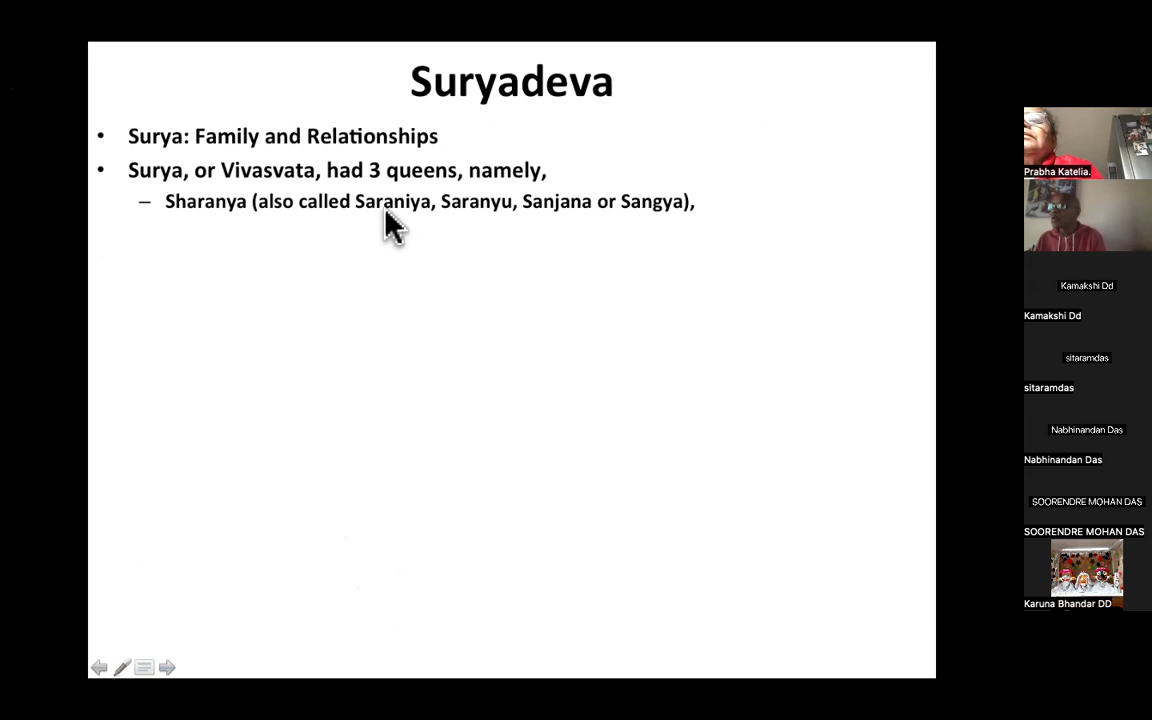 Suryadeva
• Surya: Family and Relationships
• Surya, or Vivasvata, had 3 queens, namely,
– Sharanya (also called Saraniya, Saranyu, Sanjana or Sangya),
Prabha Katelia.
Kamakshi Dd
Kamakshi Dd
sitaramdas
sitaramdas
Nabhinandan Das
Nabhinandan Das
SOORENDRE MOHAN DAS
SOORENDRE MOHAN DAS
Karuna Bhandar DD